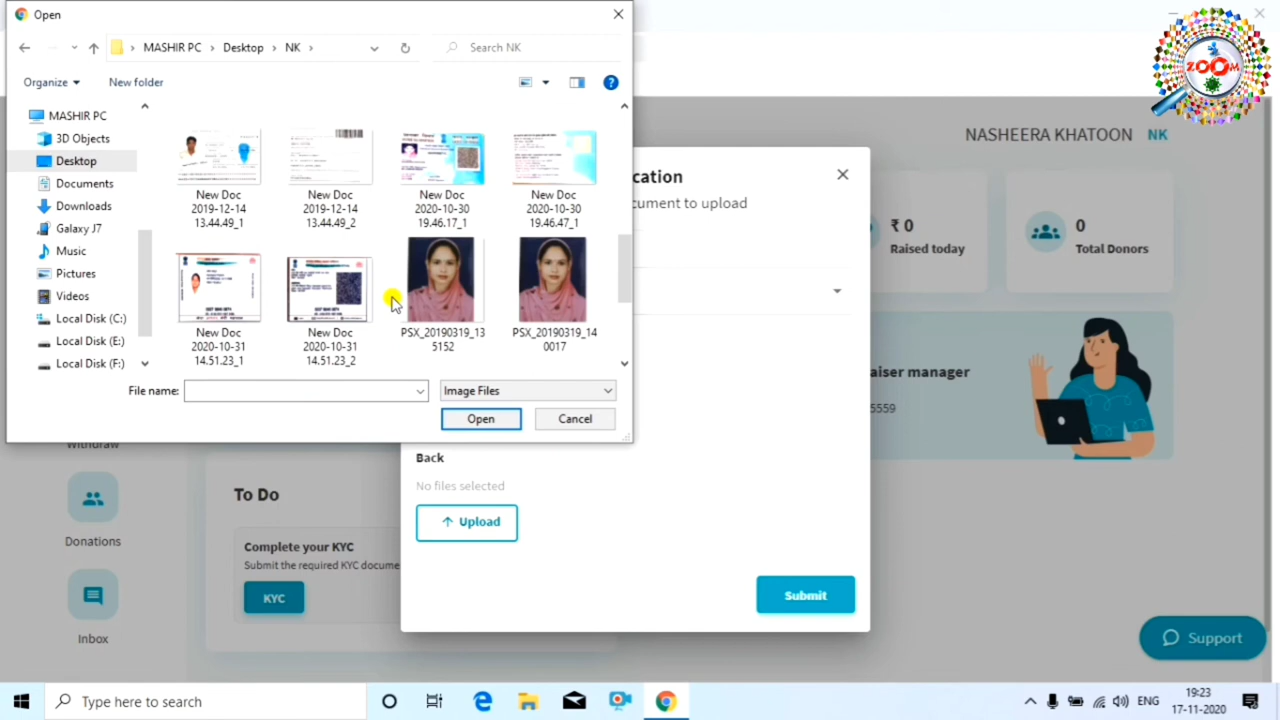 Open
MASHIR PC
Desktop
NK
Search NK
Organize
New folder
MASHIR PC
3D Objects
Desktop
Documents
Downloads
Galaxy J7
Music
Pictures
Videos
Local Disk (C:)
Local Disk (E:)
Local Disk (F:)
New Doc
2019-12-14
13.44.49_1
New Doc
2019-12-14
13.44.49_2
New Doc
2020-10-30
19.46.17_1
New Doc
2020-10-30
19.46.47_1
New Doc
2020-10-31
14.51.23_1
New Doc
2020-10-31
14.51.23_2
PSX_20190319_13
5152
PSX_20190319_14
0017
File name:
Image Files
Open
Cancel
ZOOM
NASHEERA KHATOON NK
cation
cument to upload
₹ 0
Raised today
0
Total Donors
aiser manager
5559
Withdraw
Donations
Inbox
To Do
Complete your KYC
Submit the required KYC docume
KYC
Back
No files selected
Upload
Submit
Support
Type here to search
ENG
19:23
17-11-2020